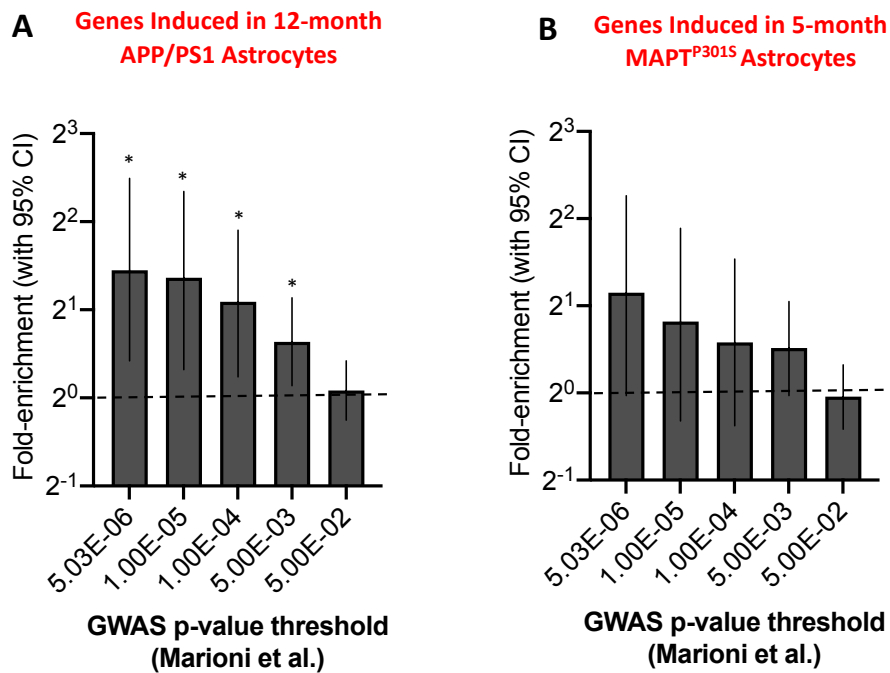 A
Genes Induced in 12-month
APP/PS1 Astrocytes
Fold-enrichment (with 95% CI)
2³
2²
2¹
2⁰
2⁻¹
*
*
*
*
5.03E-06
1.00E-05
1.00E-04
5.00E-03
5.00E-02
GWAS p-value threshold
(Marioni et al.)
B
Genes Induced in 5-month
MAPTᴾ³⁰¹ˢ Astrocytes
Fold-enrichment (with 95% CI)
2³
2²
2¹
2⁰
2⁻¹
5.03E-06
1.00E-05
1.00E-04
5.00E-03
5.00E-02
GWAS p-value threshold
(Marioni et al.)